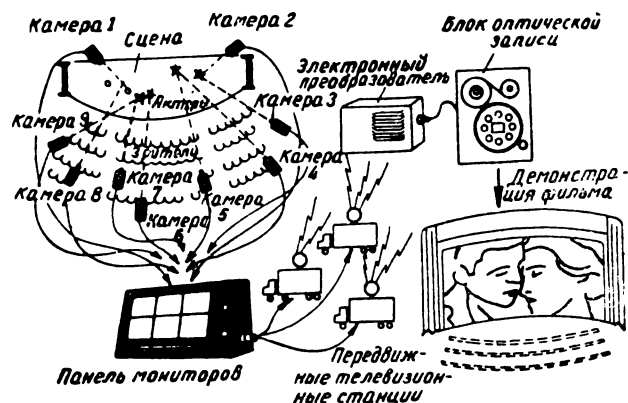 Камера 1
Сцена
Камера 2
Блок оптической
записи
Электронный
преобразователь
Актеры
Камера 3
Камера 9
зрители
Камера
4
Камера 8
Камера
7
Камера
5
Камера
6
Демонстра-
ция фильма
Панель мониторов
Передвиж-
ные телевизион-
ные станции